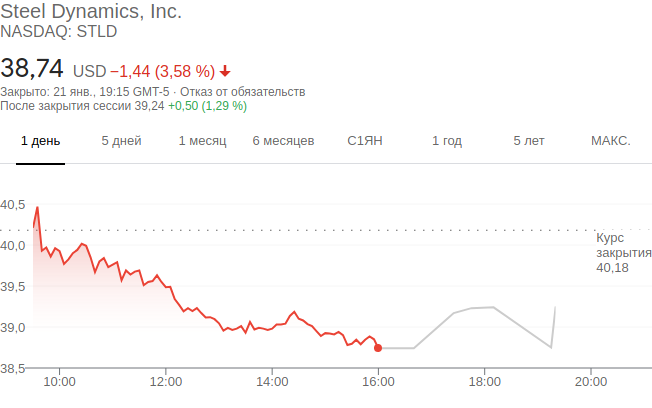 Steel Dynamics, Inc.
NASDAQ: STLD
38,74 USD −1,44 (3,58 %)
Закрыто: 21 янв., 19:15 GMT-5 · Отказ от обязательств
После закрытия сессии 39,24 +0,50 (1,29 %)
1 день 5 дней 1 месяц 6 месяцев С1ЯН 1 год 5 лет МАКС.
40,5
Курс
закрытия
40,18
40,0
39,5
39,0
38,5
10:00 12:00 14:00 16:00 18:00 20:00